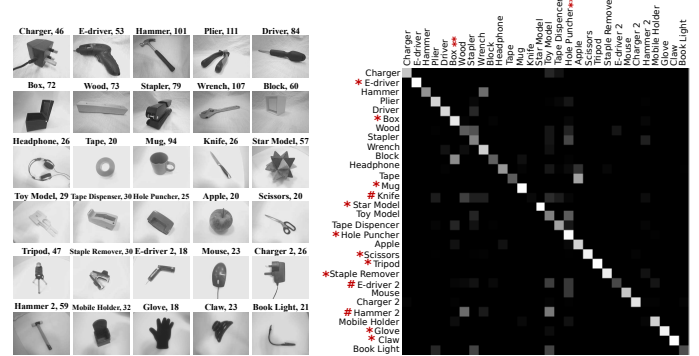 Charger, 46 E-driver, 53 Hammer, 101 Plier, 111 Driver, 84
Box, 72 Wood, 73 Stapler, 79 Wrench, 107 Block, 60
Headphone, 26 Tape, 20 Mug, 94 Knife, 26 Star Model, 57
Toy Model, 29 Tape Dispenser, 30 Hole Puncher, 25 Apple, 20 Scissors, 20
Tripod, 47 Staple Remover, 30 E-driver 2, 18 Mouse, 23 Charger 2, 26
Hammer 2, 59 Mobile Holder, 32 Glove, 18 Claw, 23 Book Light, 21
Charger
E-driver
Hammer
Plier
Driver
Box **
Wood
Stapler
Wrench
Block
Headphone
Tape
Mug
Knife
Star Model
Toy Model
Tape Dispencer
Hole Puncher*
Apple
Scissors
Tripod
Staple Remover
E-driver 2
Mouse
Charger 2
Hammer 2
Mobile Holder
Glove
Claw
Book Light
Charger
* E-driver
Hammer
Plier
Driver
* Box
Wood
Stapler
Wrench
Block
Headphone
Tape
* Mug
# Knife
* Star Model
Toy Model
Tape Dispencer
* Hole Puncher
Apple
* Scissors
* Tripod
* Staple Remover
# E-driver 2
Mouse
Charger 2
# Hammer 2
Mobile Holder
* Glove
* Claw
Book Light